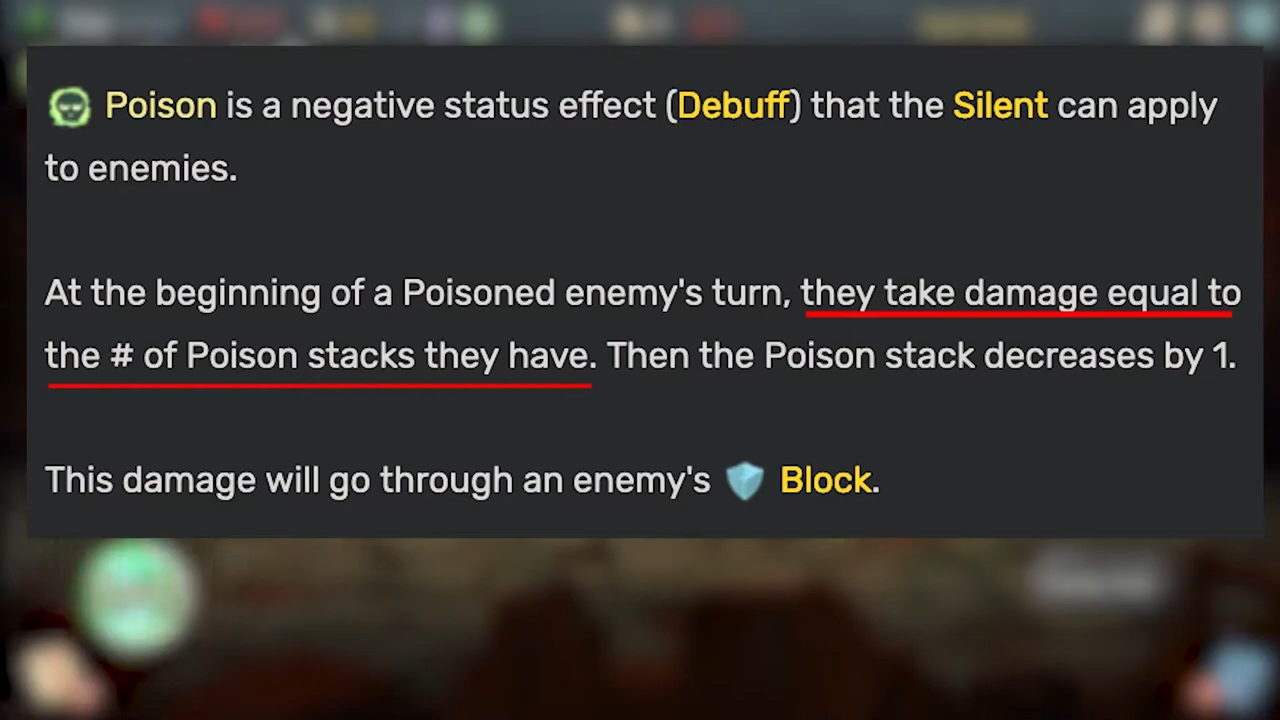 Poison is a negative status effect (Debuff) that the Silent can apply
to enemies.
At the beginning of a Poisoned enemy's turn, they take damage equal to
the # of Poison stacks they have. Then the Poison stack decreases by 1.
This damage will go through an enemy's Block.